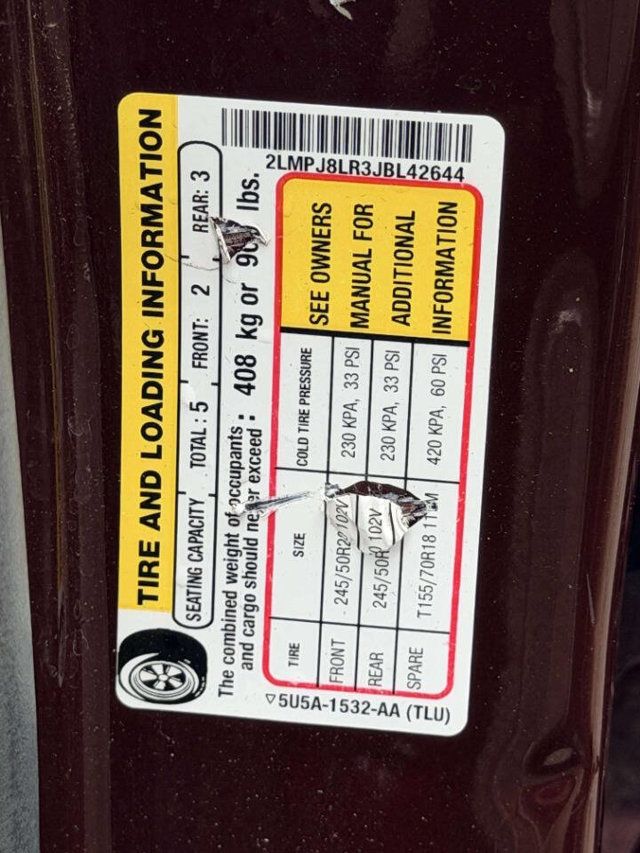 TIRE AND LOADING INFORMATION
SEATING CAPACITY TOTAL: 5 FRONT: 2 REAR: 3
The combined weight of occupants
and cargo should never exceed : 408 kg or lbs.
2LMPJ8LR3JBL42644
TIRE SIZE COLD TIRE PRESSURE SEE OWNERS
FRONT 230 KPA, 33 PSI MANUAL FOR
REAR 102V 230 KPA, 33 PSI ADDITIONAL
SPARE T155/70R18 420 KPA, 60 PSI INFORMATION
5U5A-1532-AA (TLU)